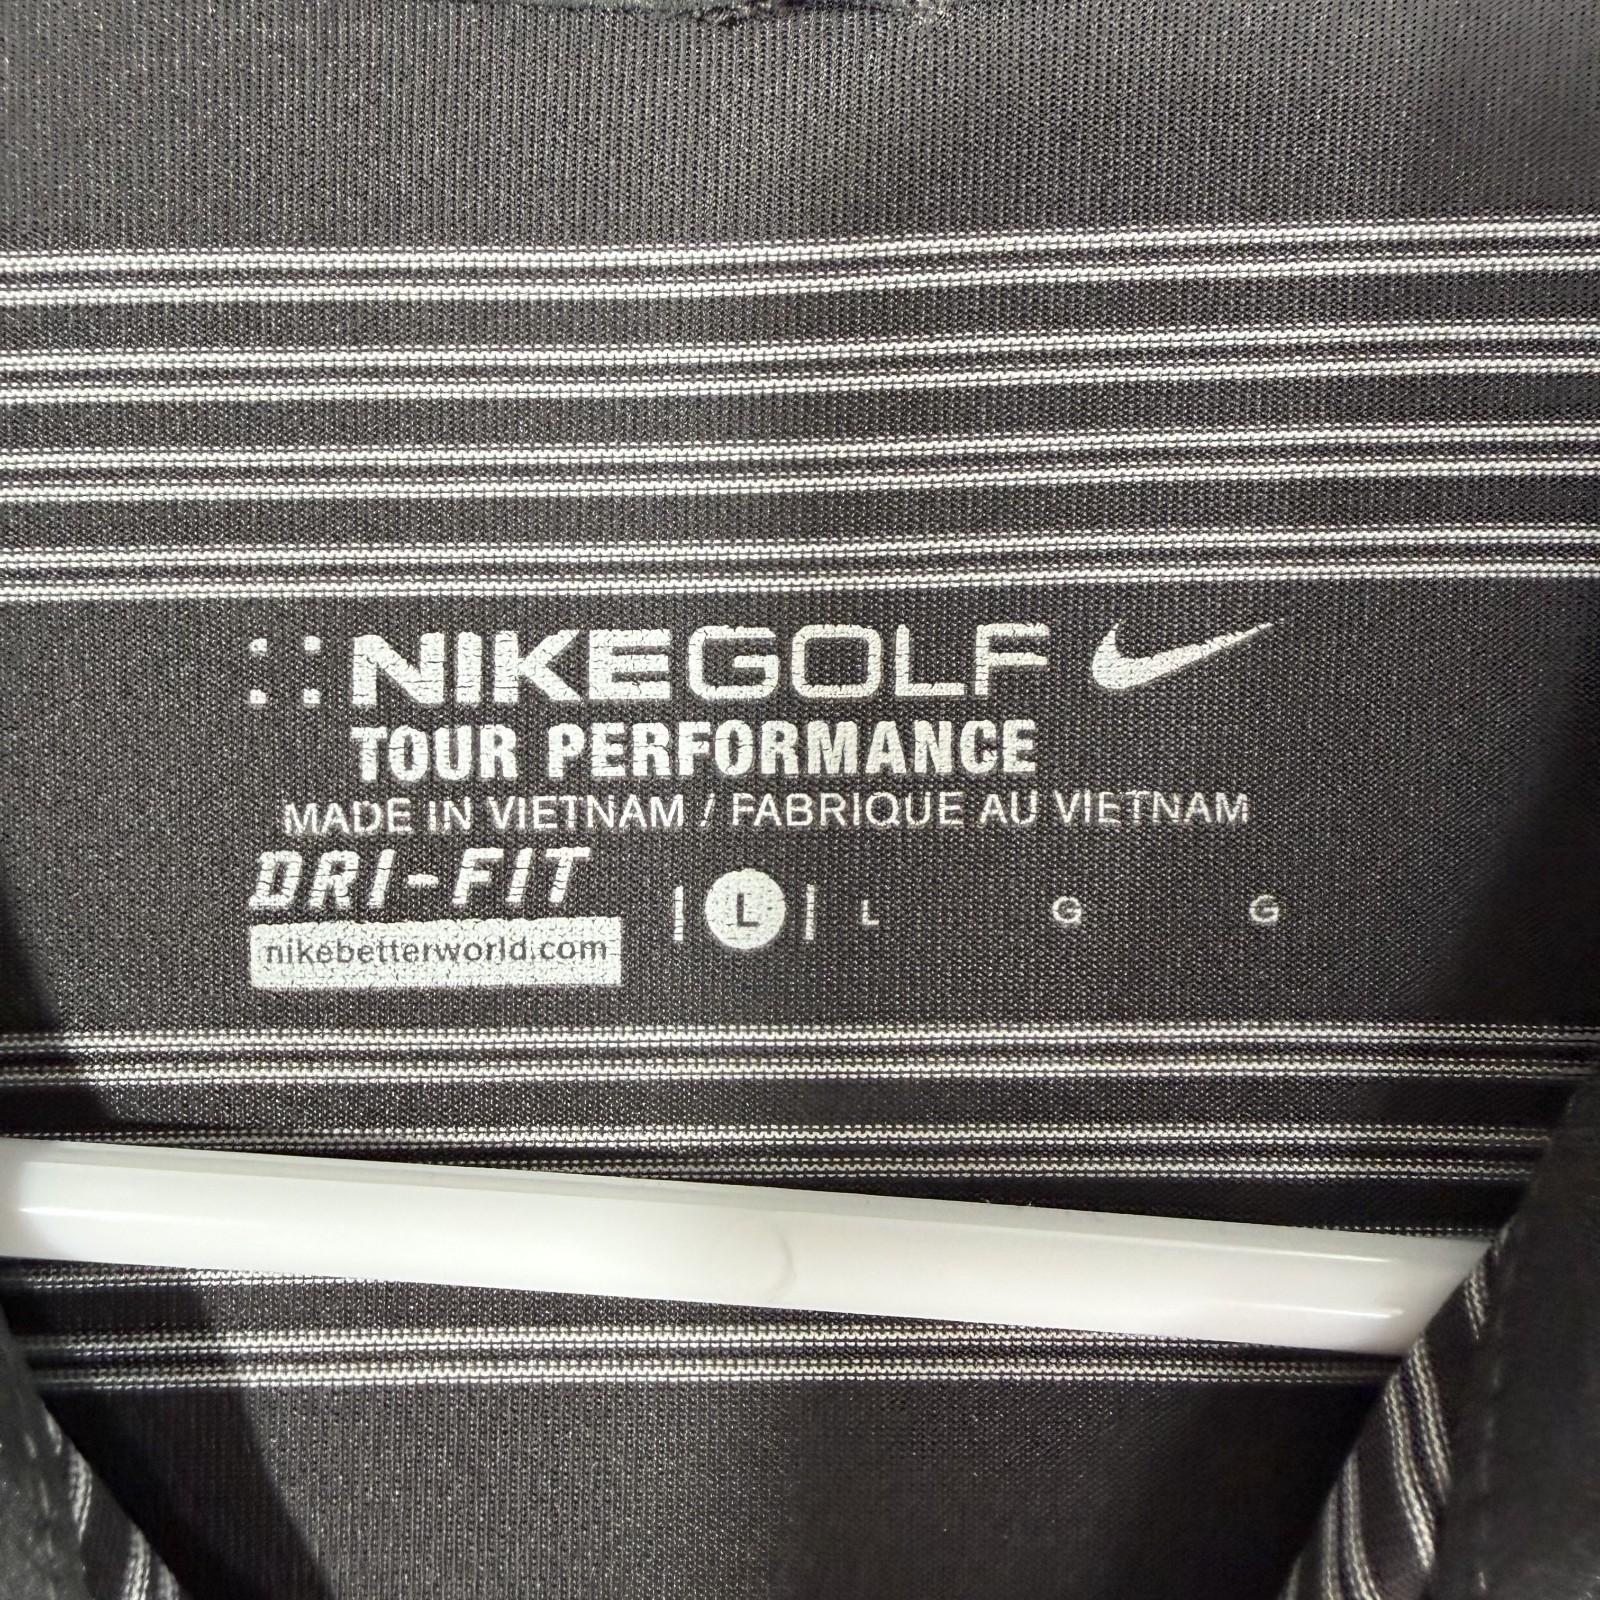 NIKEGOLF
TOUR PERFORMANCE
MADE IN VIETNAM / FABRIQUE AU VIETNAM
DRI-FIT
nikebetterworld.com
| L | L G G